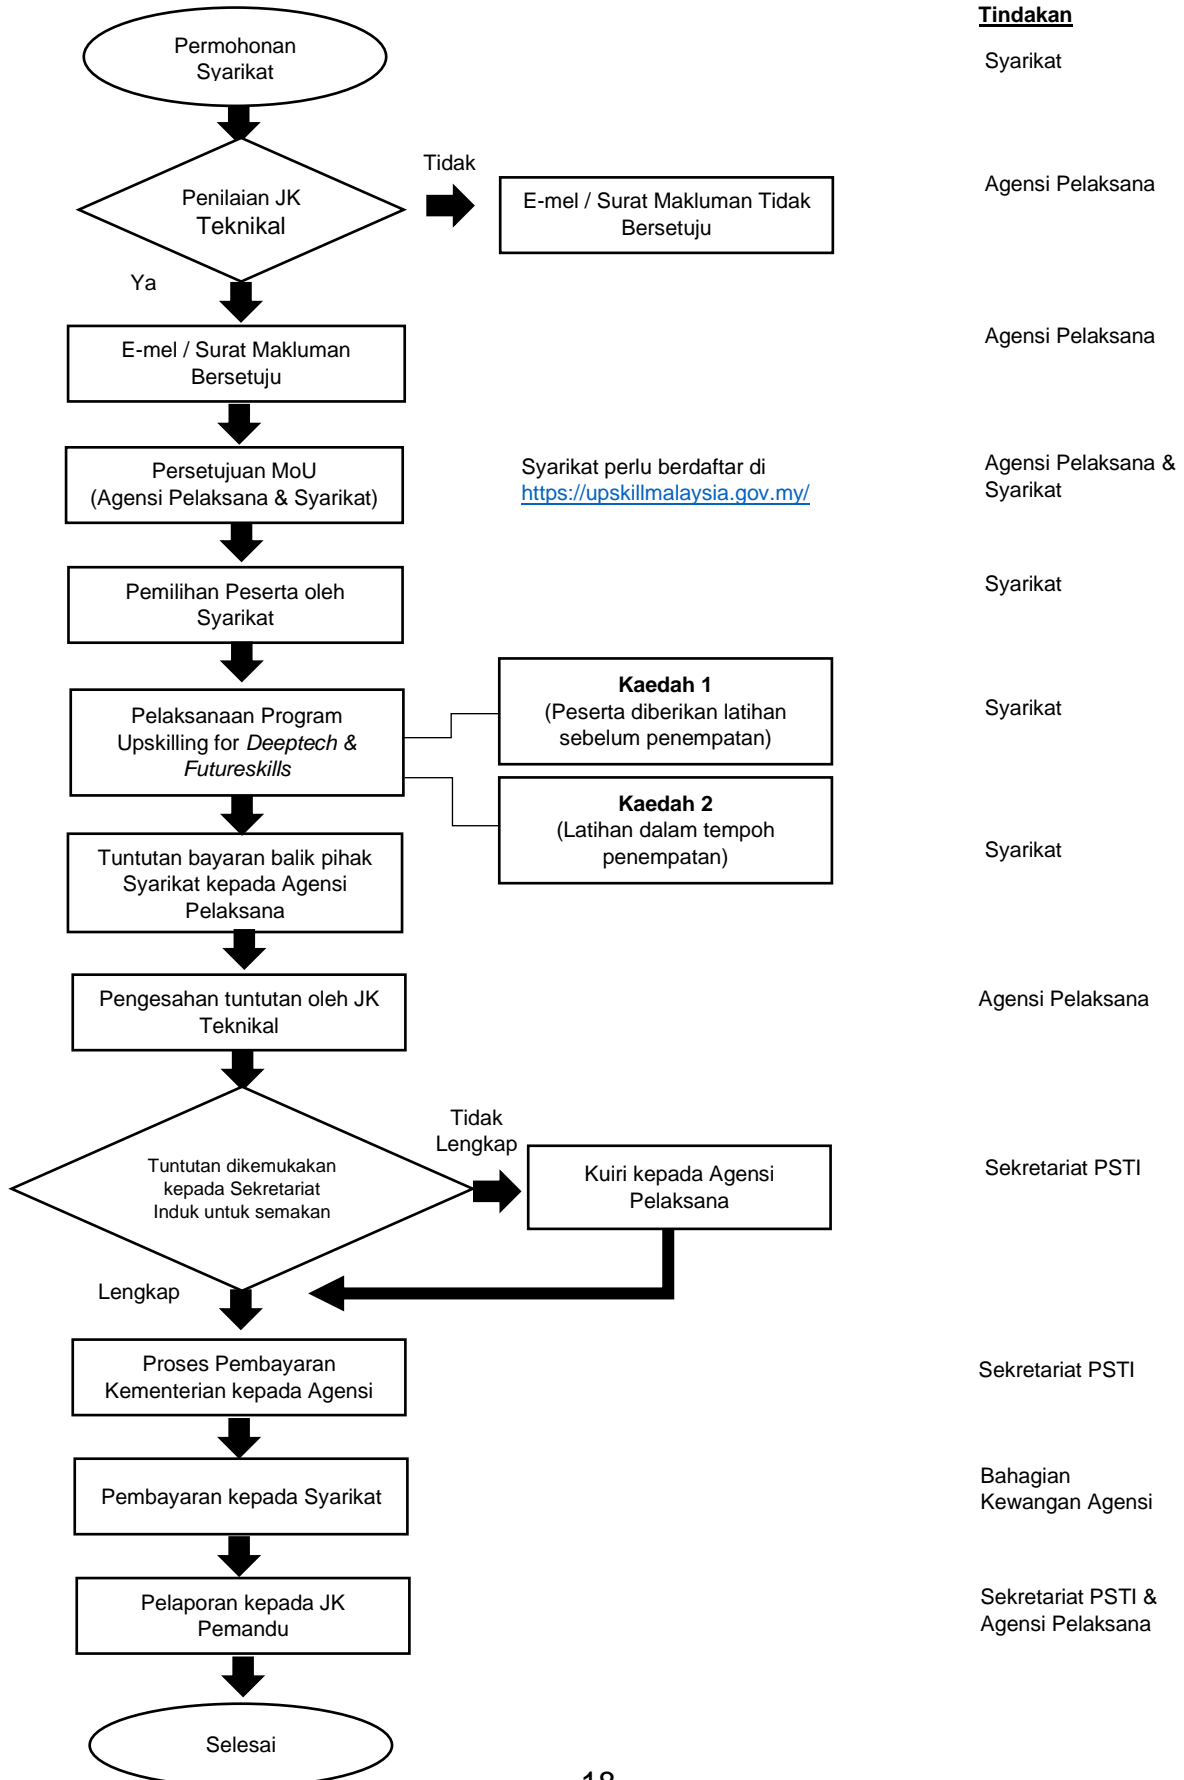 Tindakan
Permohonan
Syarikat
Syarikat
Tidak
Penilaian JK
Teknikal
E-mel / Surat Makluman Tidak
Bersetuju
Agensi Pelaksana
Ya
E-mel / Surat Makluman
Bersetuju
Agensi Pelaksana
Persetujuan MoU
(Agensi Pelaksana & Syarikat)
Syarikat perlu berdaftar di
https://upskillmalaysia.gov.my/
Agensi Pelaksana &
Syarikat
Pemilihan Peserta oleh
Syarikat
Syarikat
Pelaksanaan Program
Upskilling for Deeptech &
Futureskills
Kaedah 1
(Peserta diberikan latihan
sebelum penempatan)
Syarikat
Kaedah 2
(Latihan dalam tempoh
penempatan)
Tuntutan bayaran balik pihak
Syarikat kepada Agensi
Pelaksana
Syarikat
Pengesahan tuntutan oleh JK
Teknikal
Agensi Pelaksana
Tidak
Lengkap
Tuntutan dikemukakan
kepada Sekretariat
Induk untuk semakan
Kuiri kepada Agensi
Pelaksana
Sekretariat PSTI
Lengkap
Proses Pembayaran
Kementerian kepada Agensi
Sekretariat PSTI
Pembayaran kepada Syarikat
Bahagian
Kewangan Agensi
Pelaporan kepada JK
Pemandu
Sekretariat PSTI &
Agensi Pelaksana
Selesai
18